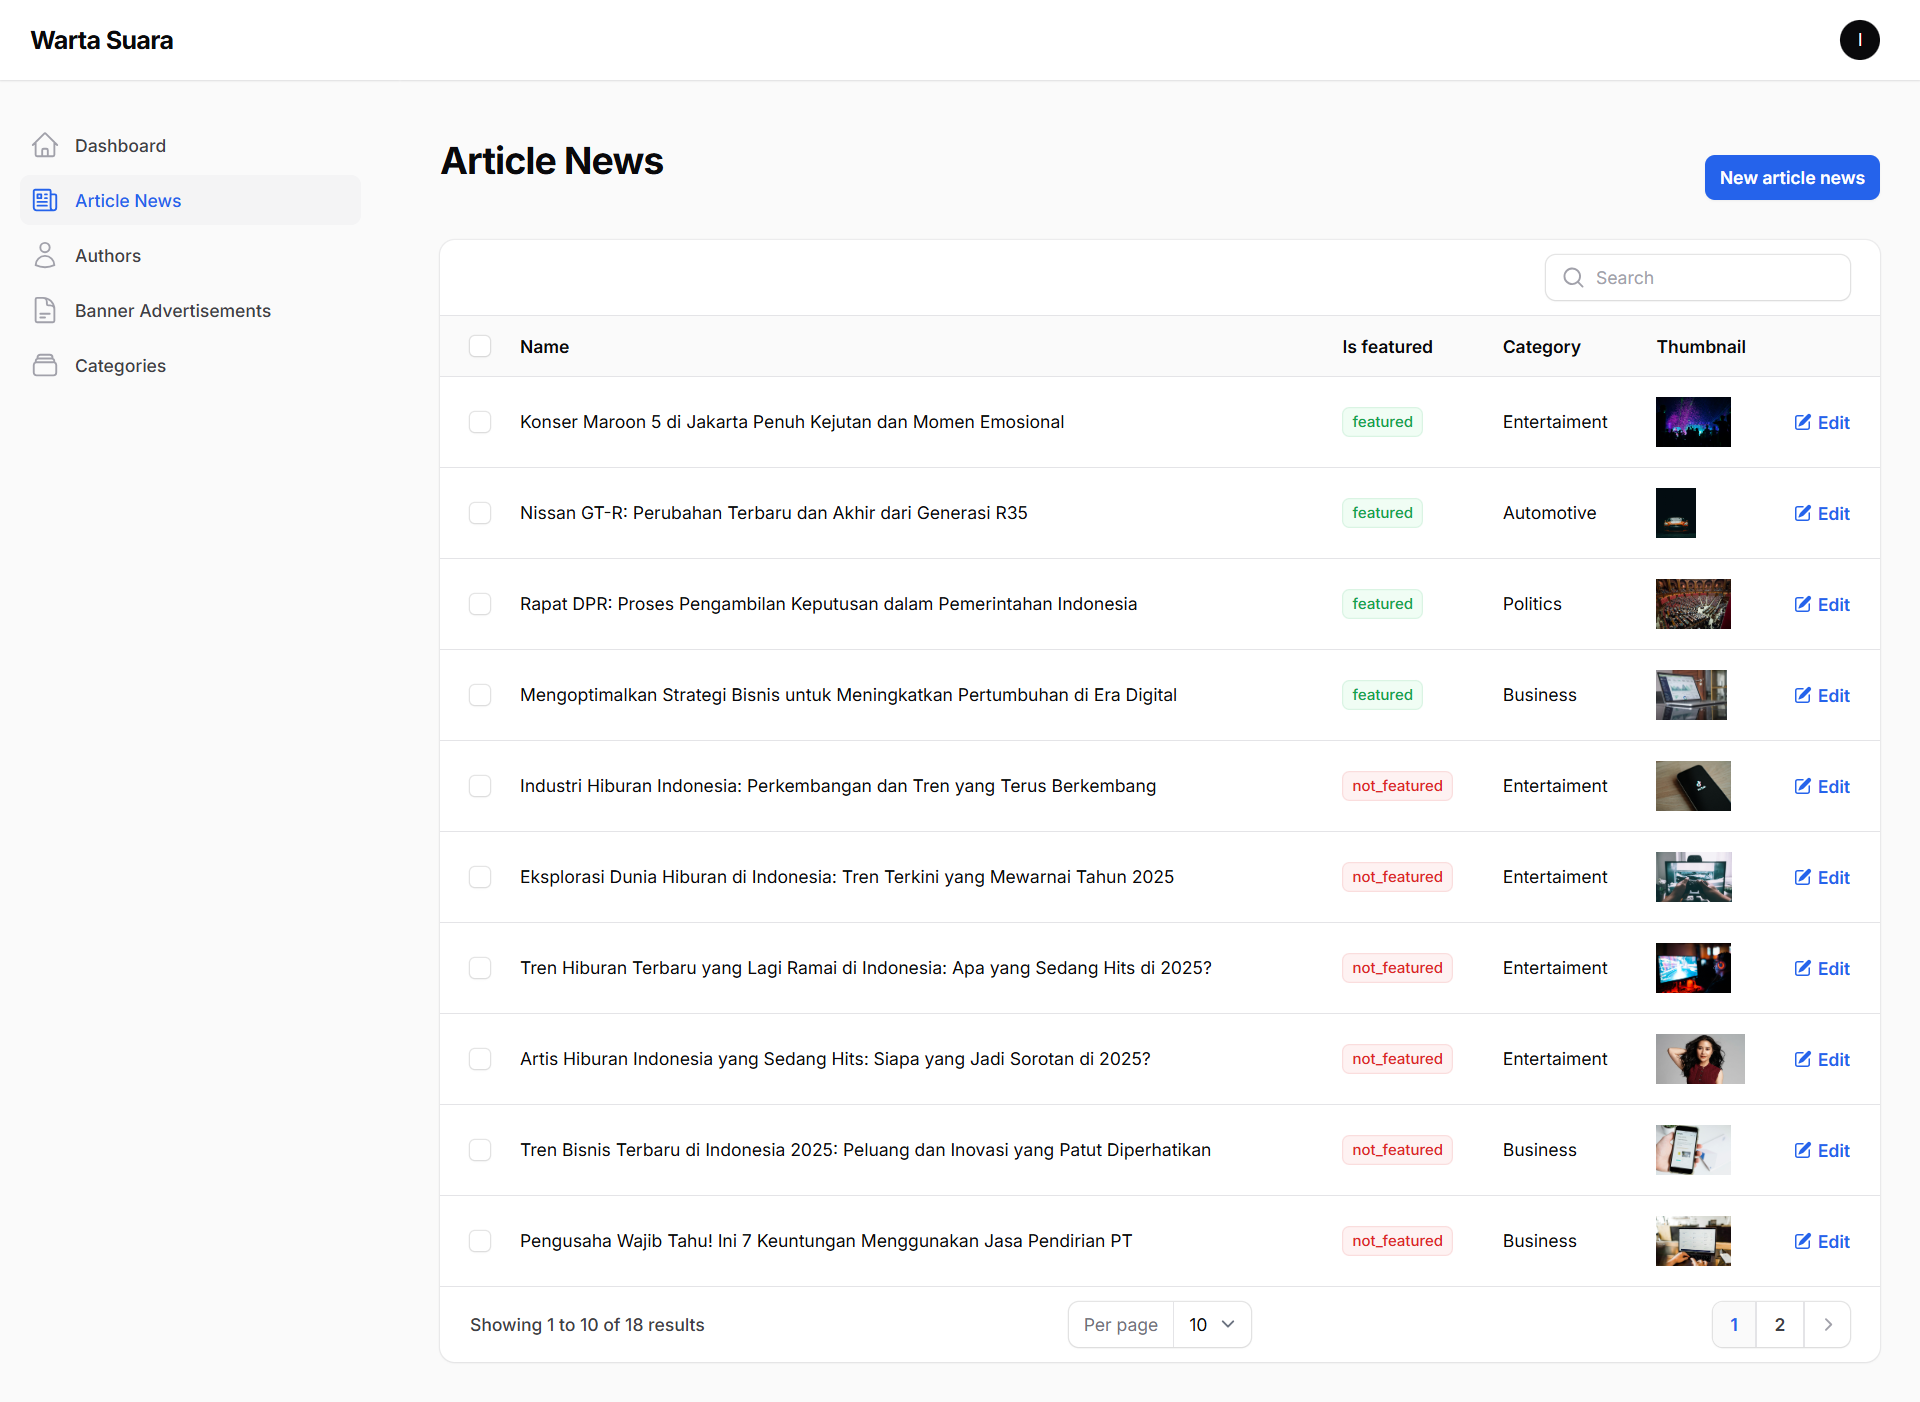 Warta Suara
I
Dashboard
Article News
Authors
Banner Advertisements
Categories
Article News
New article news
Search
Name Is featured Category Thumbnail
Konser Maroon 5 di Jakarta Penuh Kejutan dan Momen Emosional featured Entertaiment Edit
Nissan GT-R: Perubahan Terbaru dan Akhir dari Generasi R35 featured Automotive Edit
Rapat DPR: Proses Pengambilan Keputusan dalam Pemerintahan Indonesia featured Politics Edit
Mengoptimalkan Strategi Bisnis untuk Meningkatkan Pertumbuhan di Era Digital featured Business Edit
Industri Hiburan Indonesia: Perkembangan dan Tren yang Terus Berkembang not_featured Entertaiment Edit
Eksplorasi Dunia Hiburan di Indonesia: Tren Terkini yang Mewarnai Tahun 2025 not_featured Entertaiment Edit
Tren Hiburan Terbaru yang Lagi Ramai di Indonesia: Apa yang Sedang Hits di 2025? not_featured Entertaiment Edit
Artis Hiburan Indonesia yang Sedang Hits: Siapa yang Jadi Sorotan di 2025? not_featured Entertaiment Edit
Tren Bisnis Terbaru di Indonesia 2025: Peluang dan Inovasi yang Patut Diperhatikan not_featured Business Edit
Pengusaha Wajib Tahu! Ini 7 Keuntungan Menggunakan Jasa Pendirian PT not_featured Business Edit
Showing 1 to 10 of 18 results Per page 10 1 2